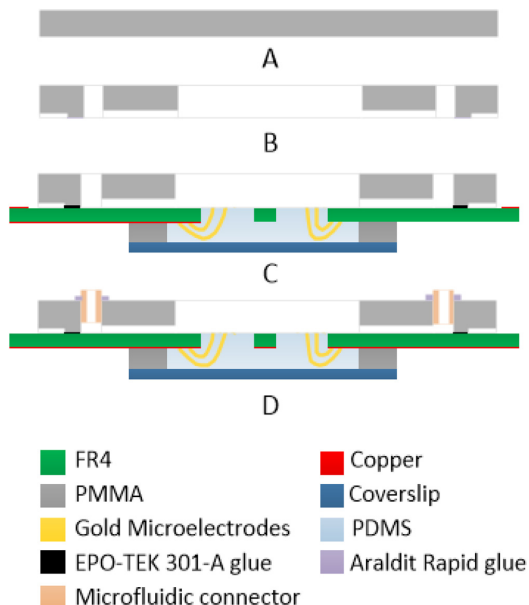 A
B
C
D
FR4
Copper
PMMA
Coverslip
Gold Microelectrodes
PDMS
EPO-TEK 301-A glue
Araldit Rapid glue
Microfluidic connector